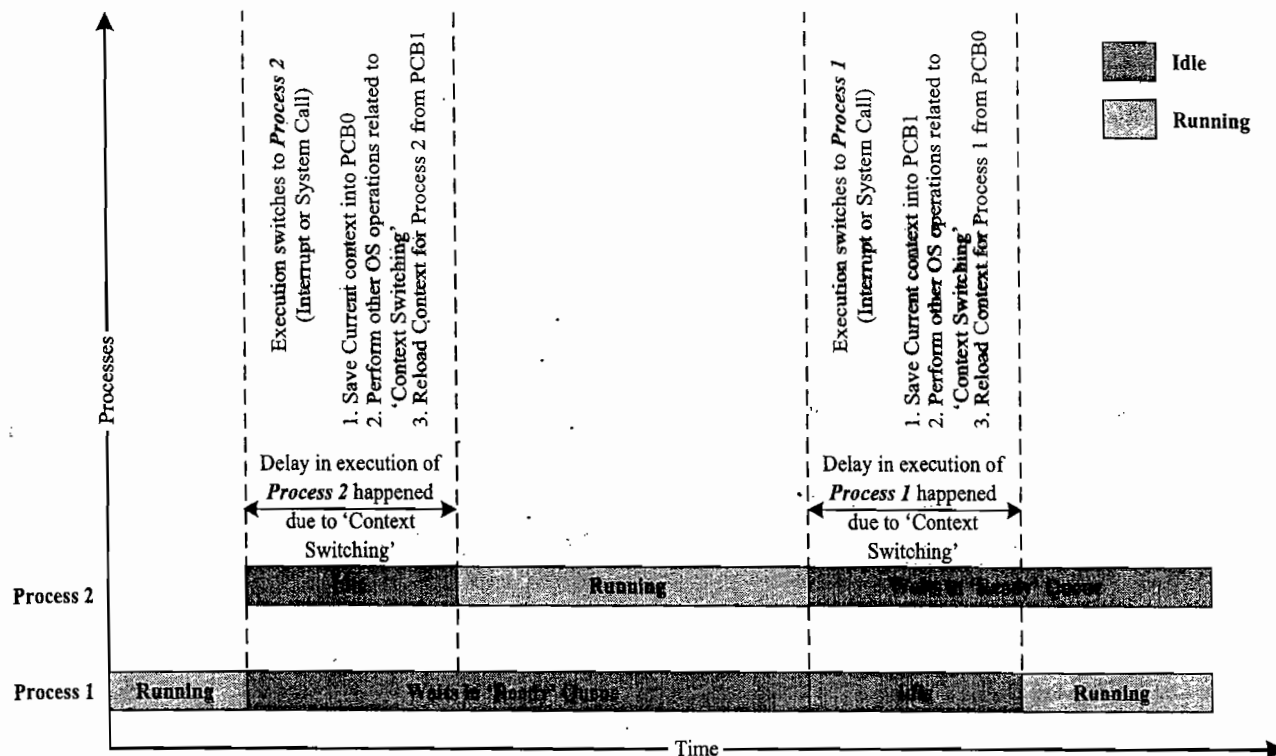 Idle
Running
Processes
Execution switches to Process 2
(Interrupt or System Call)
1. Save Current context into PCB0
2. Perform other OS operations related to
'Context Switching'
3. Reload Context for Process 2 from PCB1
Execution switches to Process 1
(Interrupt or System Call)
1. Save Current context into PCB1
2. Perform other OS operations related to
'Context Switching'
3. Reload Context for Process 1 from PCB0
Delay in execution of
Process 2 happened
due to 'Context
Switching'
Delay in execution of
Process 1 happened
due to 'Context
Switching'
Process 2
Idle
Running
Waits in 'Ready' Queue
Process 1
Running
Waits in 'Ready' Queue
Idle
Running
Time